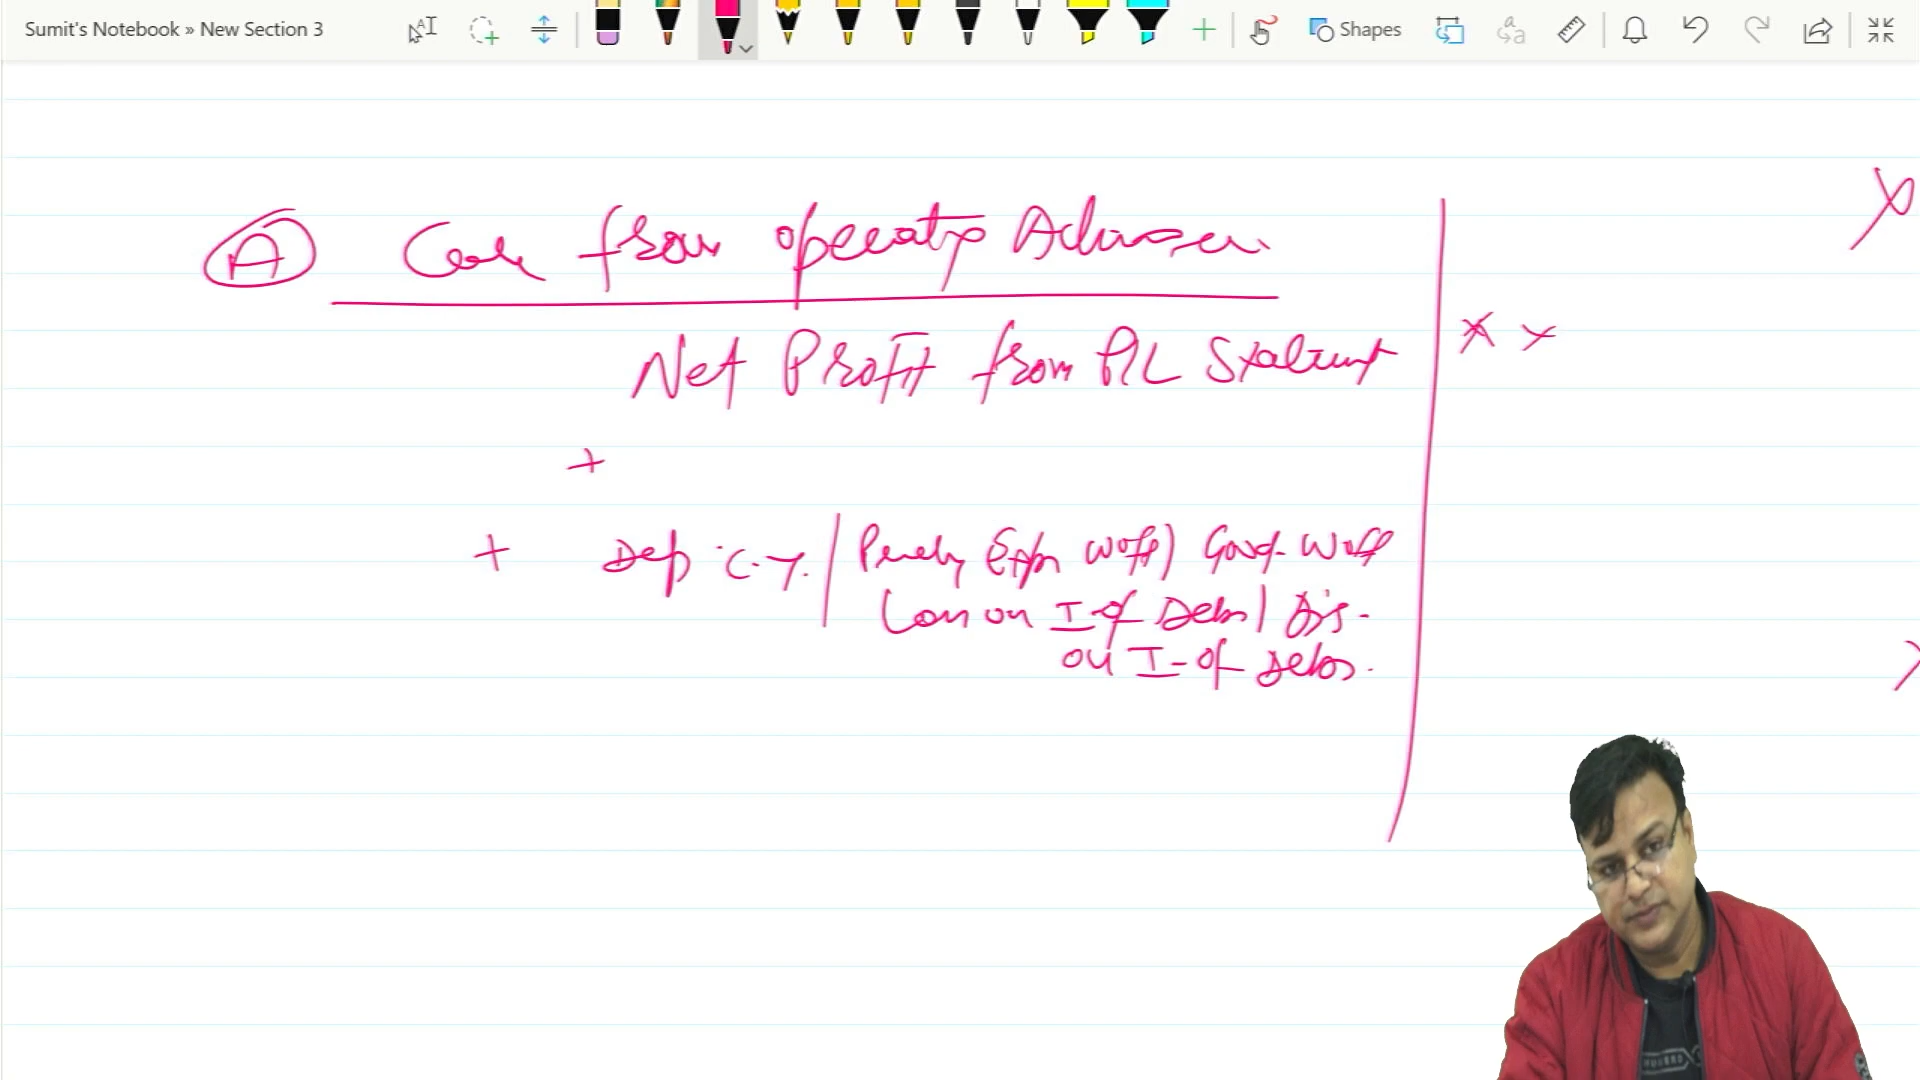 Sumit's Notebook » New Section 3
Shapes
A Cash from operating Activities
Net Profit from P/L Statement
x x
+
+ Dep. C.Y. / Prely Exp W off / Good. W off
Loss on I-of Debs / Dis-
on I-of Debs.